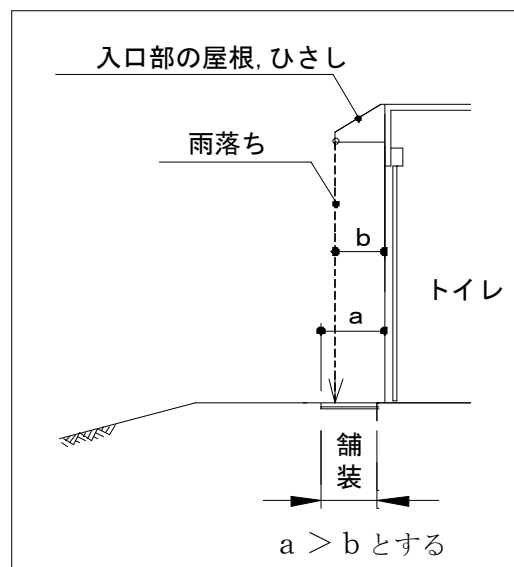 入口部の屋根,ひさし
雨落ち
b
トイレ
a
舗
装
a > b とする